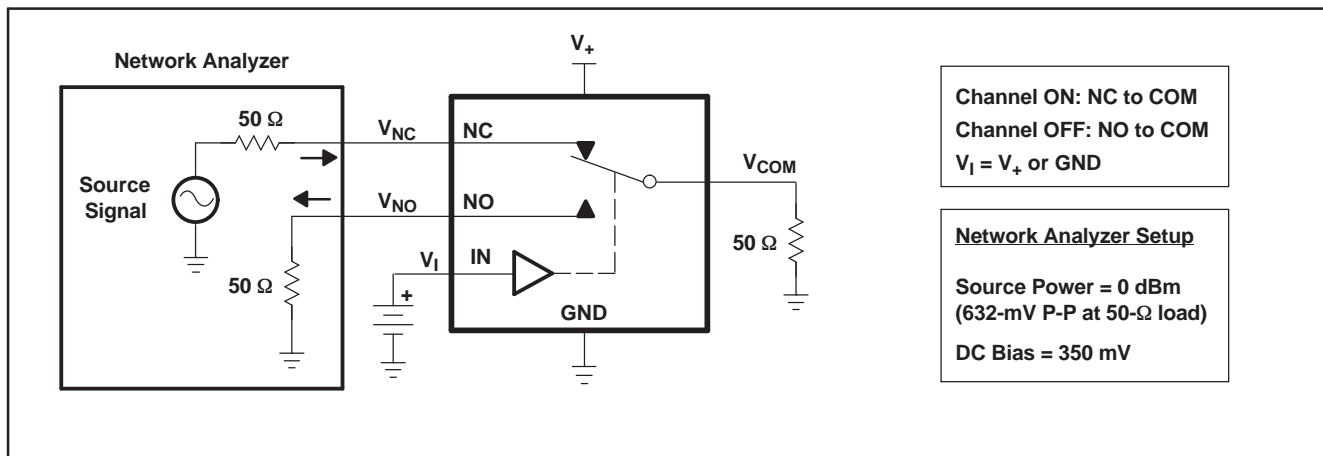 V+
Network Analyzer
50 Ω
VNC
NC
Source
Signal
VCOM
VNO
NO
50 Ω
50 Ω
VI
IN
+
GND
Channel ON: NC to COM
Channel OFF: NO to COM
VI = V+ or GND
Network Analyzer Setup
Source Power = 0 dBm
(632-mV P-P at 50-Ω load)
DC Bias = 350 mV